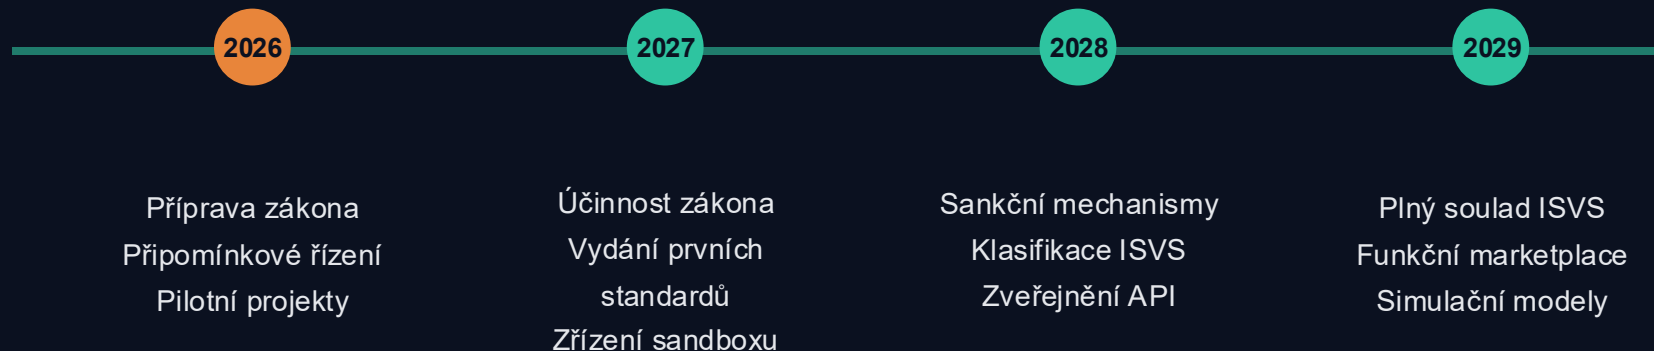 2026
2027
2028
2029
Příprava zákona
Připomínkové řízení
Pilotní projekty
Účinnost zákona
Vydání prvních
standardů
Zřízení sandboxu
Sankční mechanismy
Klasifikace ISVS
Zveřejnění API
Plný soulad ISVS
Funkční marketplace
Simulační modely